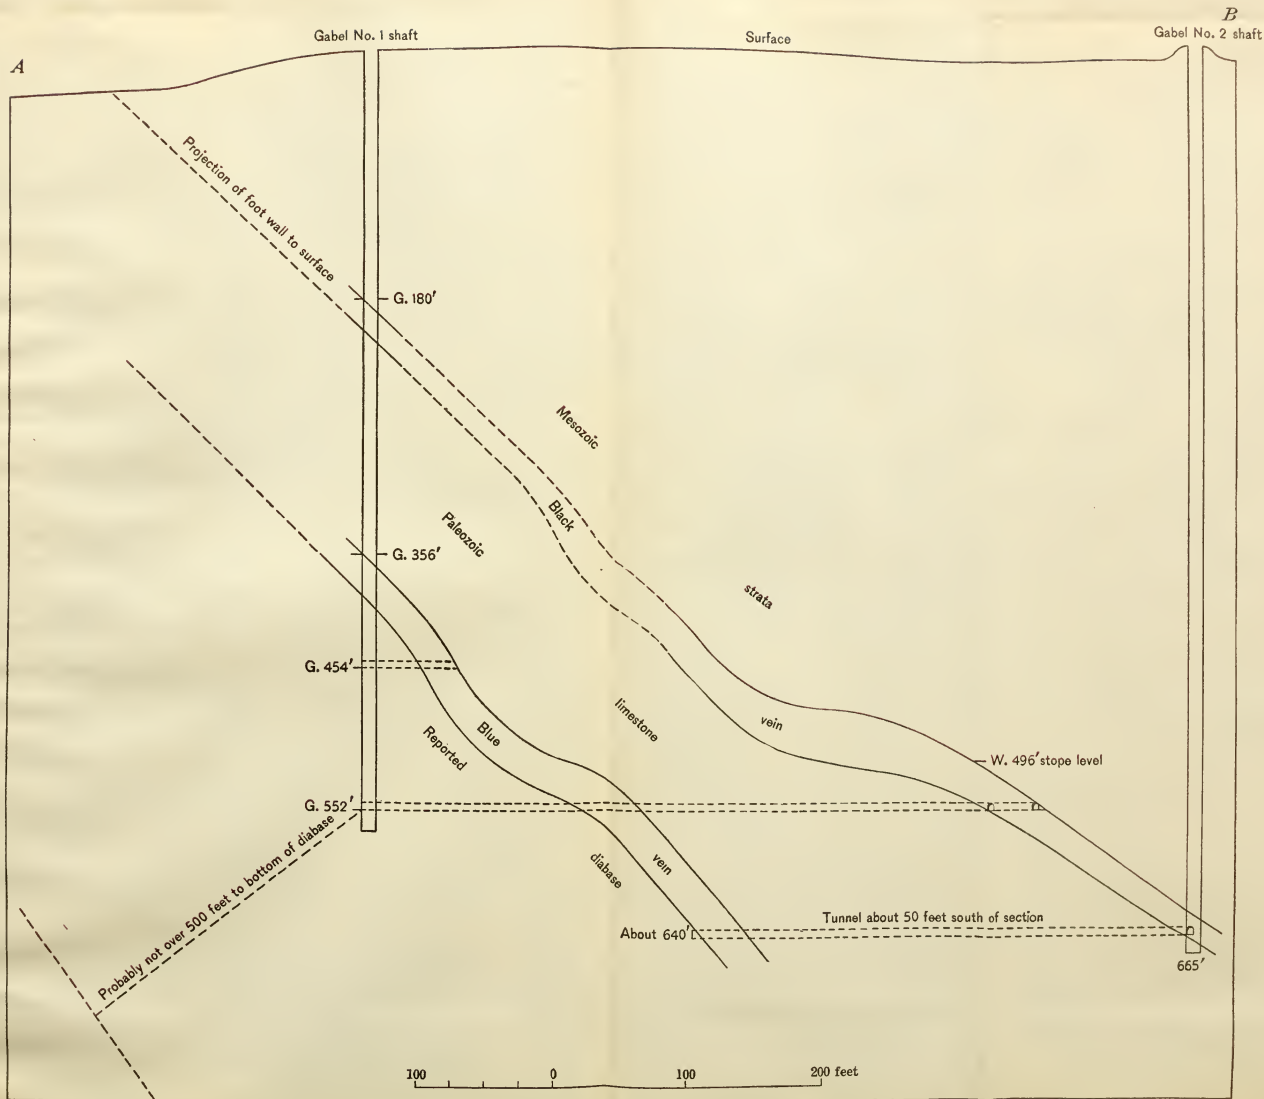 B
Gabel No. 1 shaft
Surface
Gabel No. 2 shaft
A
Projection of foot wall to surface
G. 180'
Mesozoic
Black
Paleozoic
G. 356'
strata
G. 454'
limestone
vein
Blue
Reported
W. 496' stope level
G. 552'
Probably not over 500 feet to bottom of diabase
diabase
vein
Tunnel about 50 feet south of section
About 640'
665'
100 0 100 200 feet